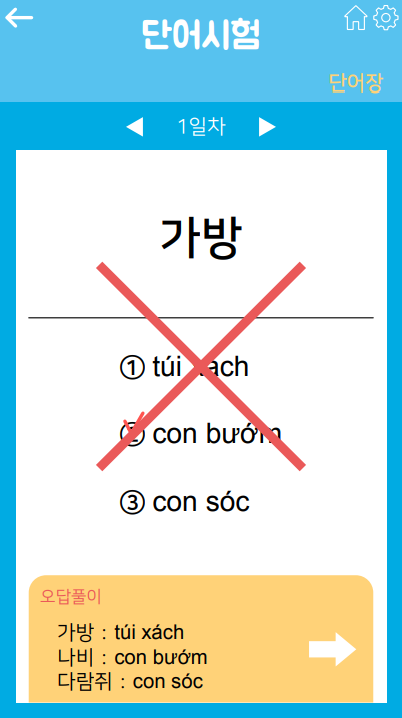 단어시험
단어장
1일차
가방
① túi xách
② con bướm
③ con sóc
오답풀이
가방 : túi xách
나비 : con bướm
다람쥐 : con sóc